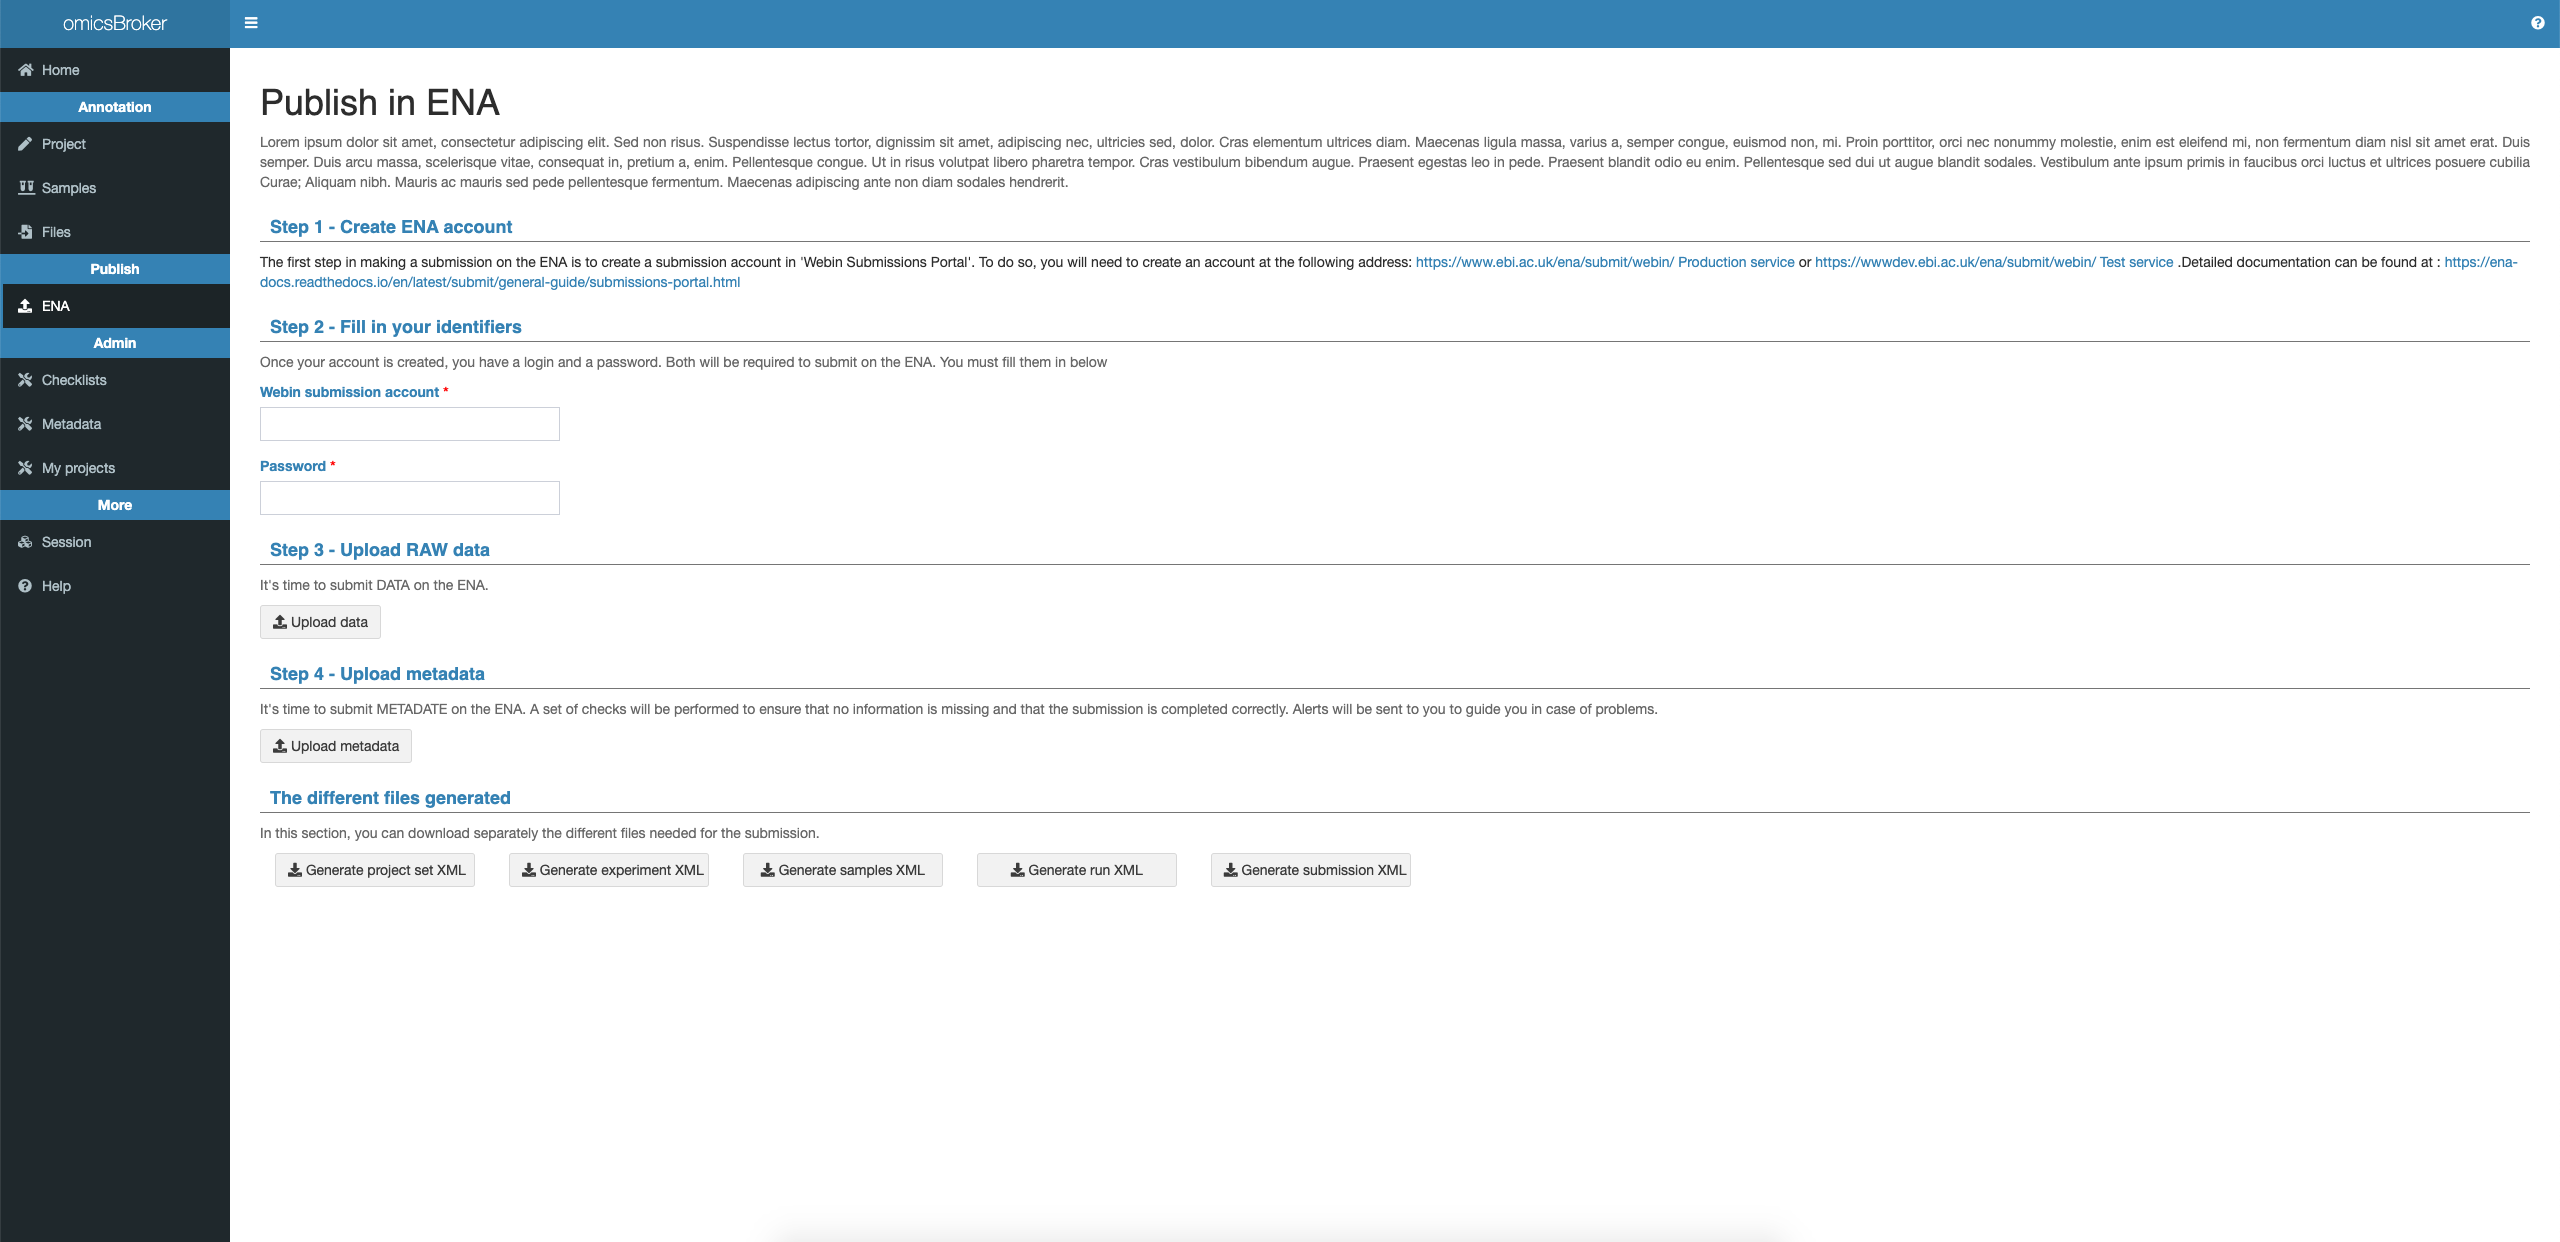 omicsBroker
Home
Annotation
Project
Samples
Files
Publish
ENA
Admin
Checklists
Metadata
My projects
More
Session
Help
Publish in ENA
Lorem ipsum dolor sit amet, consectetur adipiscing elit. Sed non risus. Suspendisse lectus tortor, dignissim sit amet, adipiscing nec, ultricies sed, dolor. Cras elementum ultrices diam. Maecenas ligula massa, varius a, semper congue, euismod non, mi. Proin porttitor, orci nec nonummy molestie, enim est eleifend mi, non fermentum diam nisl sit amet erat. Duis
semper. Duis arcu massa, scelerisque vitae, consequat in, pretium a, enim. Pellentesque congue. Ut in risus volutpat libero pharetra tempor. Cras vestibulum bibendum augue. Praesent egestas leo in pede. Praesent blandit odio eu enim. Pellentesque sed dui ut augue blandit sodales. Vestibulum ante ipsum primis in faucibus orci luctus et ultrices posuere cubilia
Curae; Aliquam nibh. Mauris ac mauris sed pede pellentesque fermentum. Maecenas adipiscing ante non diam sodales hendrerit.
Step 1 - Create ENA account
The first step in making a submission on the ENA is to create a submission account in 'Webin Submissions Portal'. To do so, you will need to create an account at the following address: https://www.ebi.ac.uk/ena/submit/webin/ Production service or https://wwwdev.ebi.ac.uk/ena/submit/webin/ Test service .Detailed documentation can be found at : https://ena-
docs.readthedocs.io/en/latest/submit/general-guide/submissions-portal.html
Step 2 - Fill in your identifiers
Once your account is created, you have a login and a password. Both will be required to submit on the ENA. You must fill them in below
Webin submission account *
Password *
Step 3 - Upload RAW data
It's time to submit DATA on the ENA.
Upload data
Step 4 - Upload metadata
It's time to submit METADATE on the ENA. A set of checks will be performed to ensure that no information is missing and that the submission is completed correctly. Alerts will be sent to you to guide you in case of problems.
Upload metadata
The different files generated
In this section, you can download separately the different files needed for the submission.
Generate project set XML
Generate experiment XML
Generate samples XML
Generate run XML
Generate submission XML